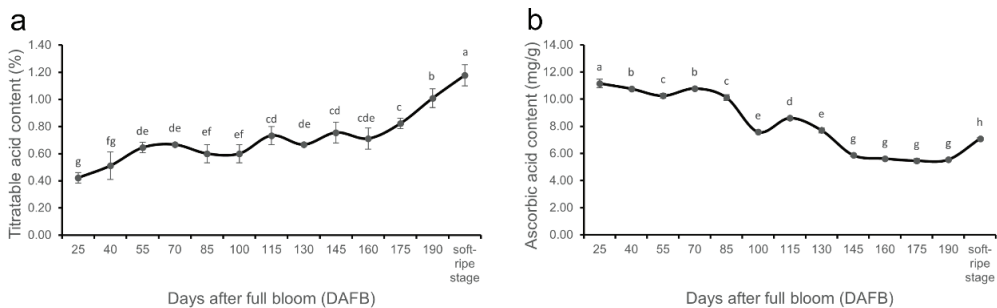 a
Titratable acid content (%)
1.40
1.20
1.00
0.80
0.60
0.40
0.20
0.00
g fg de de ef ef cd de cd cde c b a
25 40 55 70 85 100 115 130 145 160 175 190 soft-
ripe
stage
Days after full bloom (DAFB)
b
Ascorbic acid content (mg/g)
14.00
12.00
10.00
8.00
6.00
4.00
2.00
0.00
a b c b c e d e g g g g h
25 40 55 70 85 100 115 130 145 160 175 190 soft-
ripe
stage
Days after full bloom (DAFB)